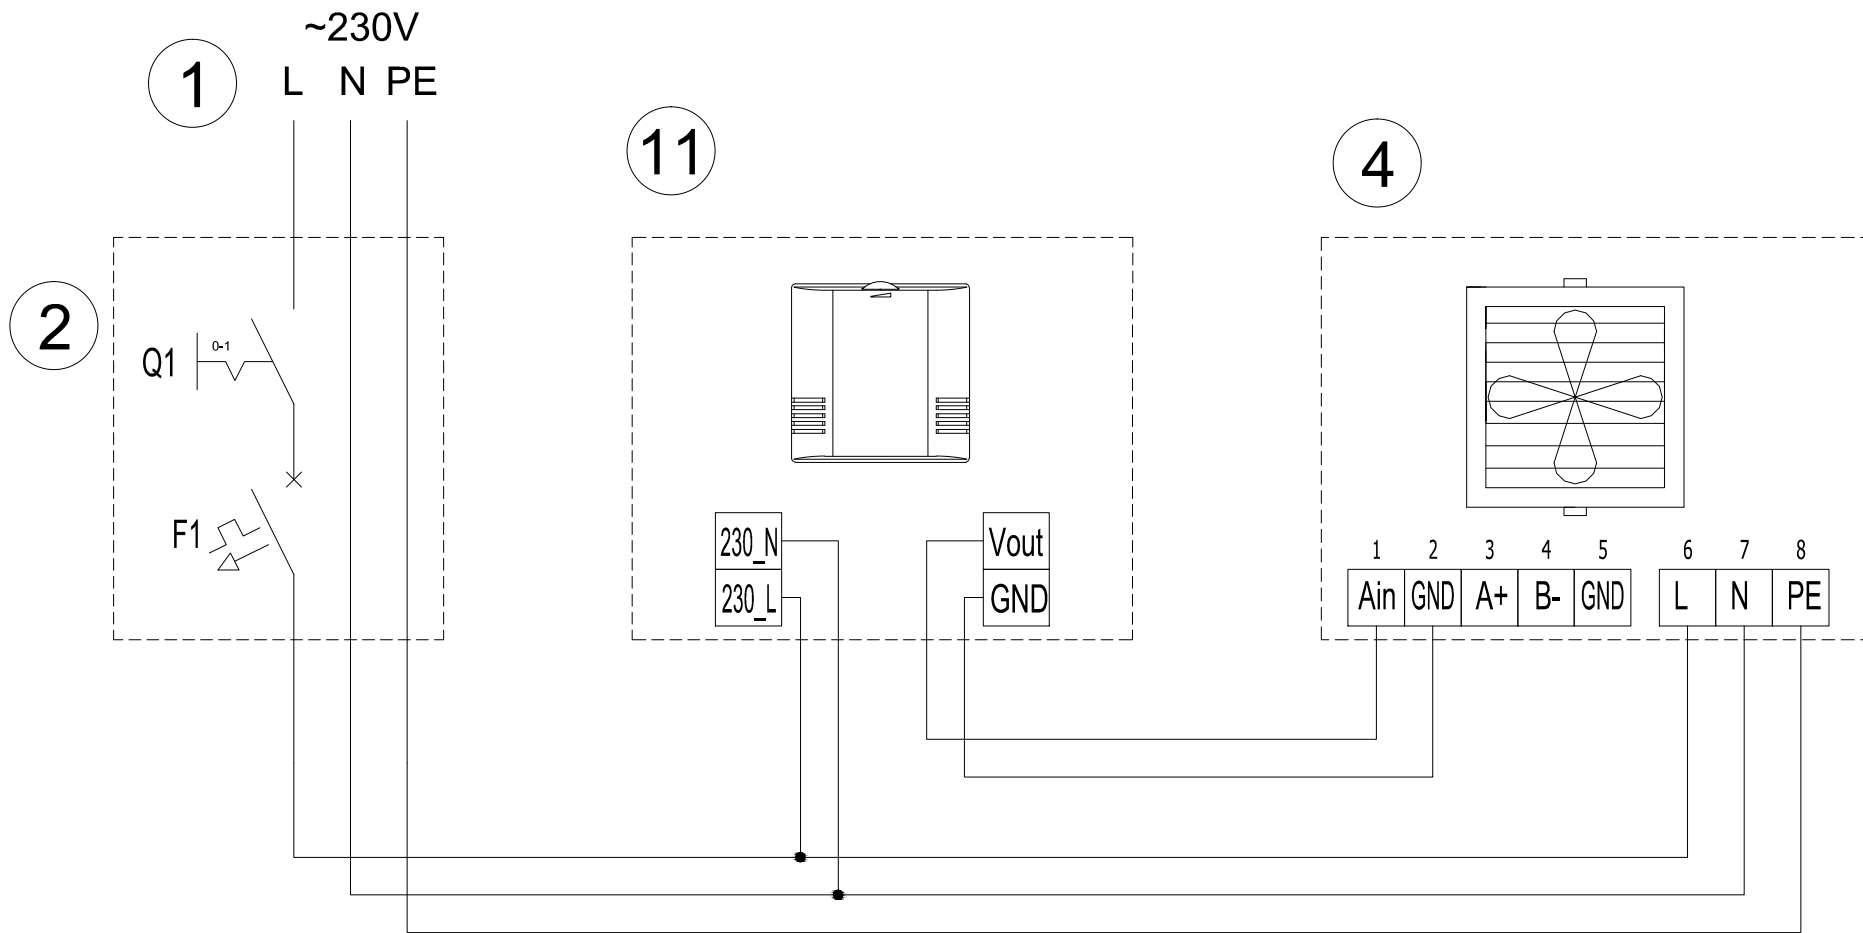 ~230V
1
L N PE
11
4
2
Q1
0-1
F1
230_N
230_L
Vout
GND
1 2 3 4 5 6 7 8
Ain GND A+ B- GND L N PE